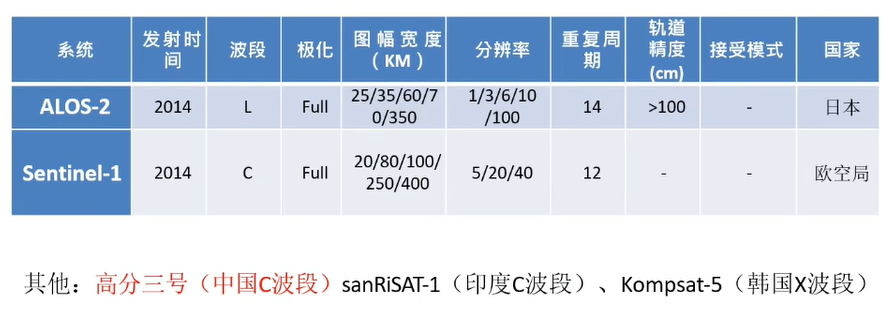 系统 发射时间 波段 极化 图幅宽度（KM） 分辨率 重复周期 轨道精度(cm) 接受模式 国家
ALOS-2 2014 L Full 25/35/60/70/350 1/3/6/10/100 14 >100 - 日本
Sentinel-1 2014 C Full 20/80/100/250/400 5/20/40 12 - - 欧空局
其他：高分三号（中国C波段）sanRiSAT-1（印度C波段）、Kompsat-5（韩国X波段）